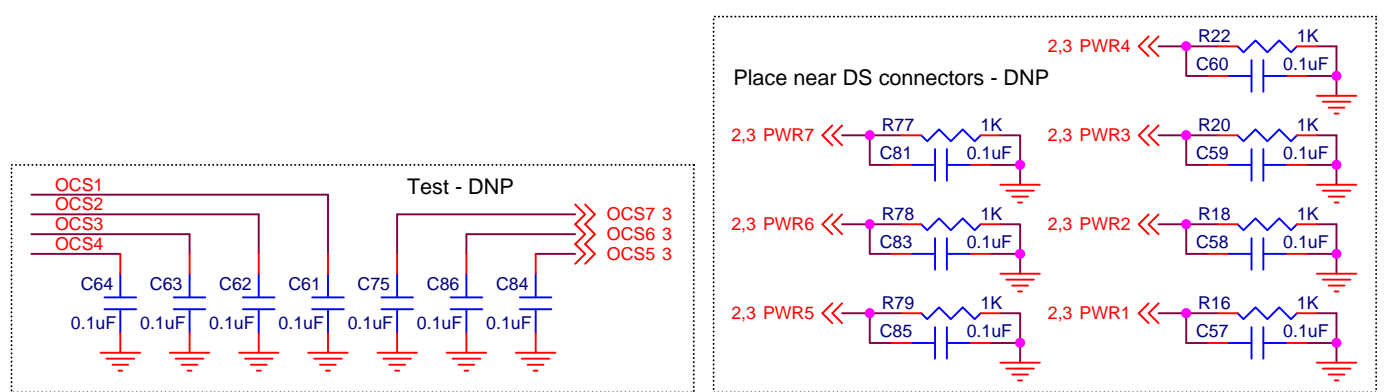 Test - DNP
OCS1
OCS2
OCS3
OCS4
OCS7 3
OCS6 3
OCS5 3
C64 C63 C62 C61 C75 C86 C84
0.1uF 0.1uF 0.1uF 0.1uF 0.1uF 0.1uF 0.1uF
Place near DS connectors - DNP
2,3 PWR4 R22 1K
C60 0.1uF
2,3 PWR7 R77 1K
C81 0.1uF
2,3 PWR3 R20 1K
C59 0.1uF
2,3 PWR6 R78 1K
C83 0.1uF
2,3 PWR2 R18 1K
C58 0.1uF
2,3 PWR5 R79 1K
C85 0.1uF
2,3 PWR1 R16 1K
C57 0.1uF